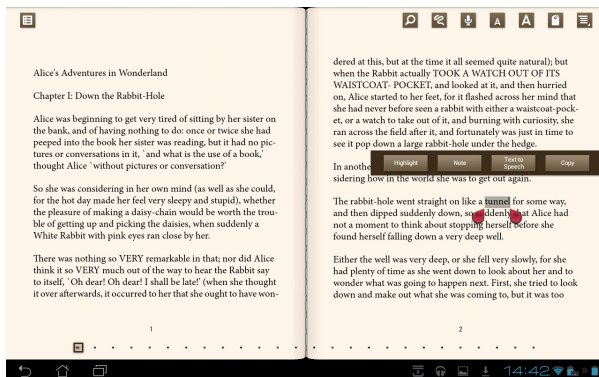 Alice's Adventures in Wonderland
Chapter I: Down the Rabbit-Hole
Alice was beginning to get very tired of sitting by her sister on
the bank, and of having nothing to do: once or twice she had
peeped into the book her sister was reading, but it had no pic-
tures or conversations in it, `and what is the use of a book,'
thought Alice `without pictures or conversation?'
So she was considering in her own mind (as well as she could,
for the hot day made her feel very sleepy and stupid), whether
the pleasure of making a daisy-chain would be worth the trou-
ble of getting up and picking the daisies, when suddenly a
White Rabbit with pink eyes ran close by her.
There was nothing so VERY remarkable in that; nor did Alice
think it so VERY much out of the way to hear the Rabbit say
to itself, `Oh dear! Oh dear! I shall be late!' (when she thought
it over afterwards, it occurred to her that she ought to have won-
1
A A
dered at this, but at the time it all seemed quite natural); but
when the Rabbit actually TOOK A WATCH OUT OF ITS
WAISTCOAT- POCKET, and looked at it, and then hurried
on, Alice started to her feet, for it flashed across her mind that
she had never before seen a rabbit with either a waistcoat-pock-
et, or a watch to take out of it, and burning with curiosity, she
ran across the field after it, and fortunately was just in time to
see it pop down a large rabbit-hole under the hedge.
Highlight Note Text to Speech Copy
In anothe
sidering how in the world she was to get out again.
The rabbit-hole went straight on like a tunnel for some way,
and then dipped suddenly down, so suddenly that Alice had
not a moment to think about stopping herself before she
found herself falling down a very deep well.
Either the well was very deep, or she fell very slowly, for she
had plenty of time as she went down to look about her and to
wonder what was going to happen next. First, she tried to look
down and make out what she was coming to, but it was too
2
14:42